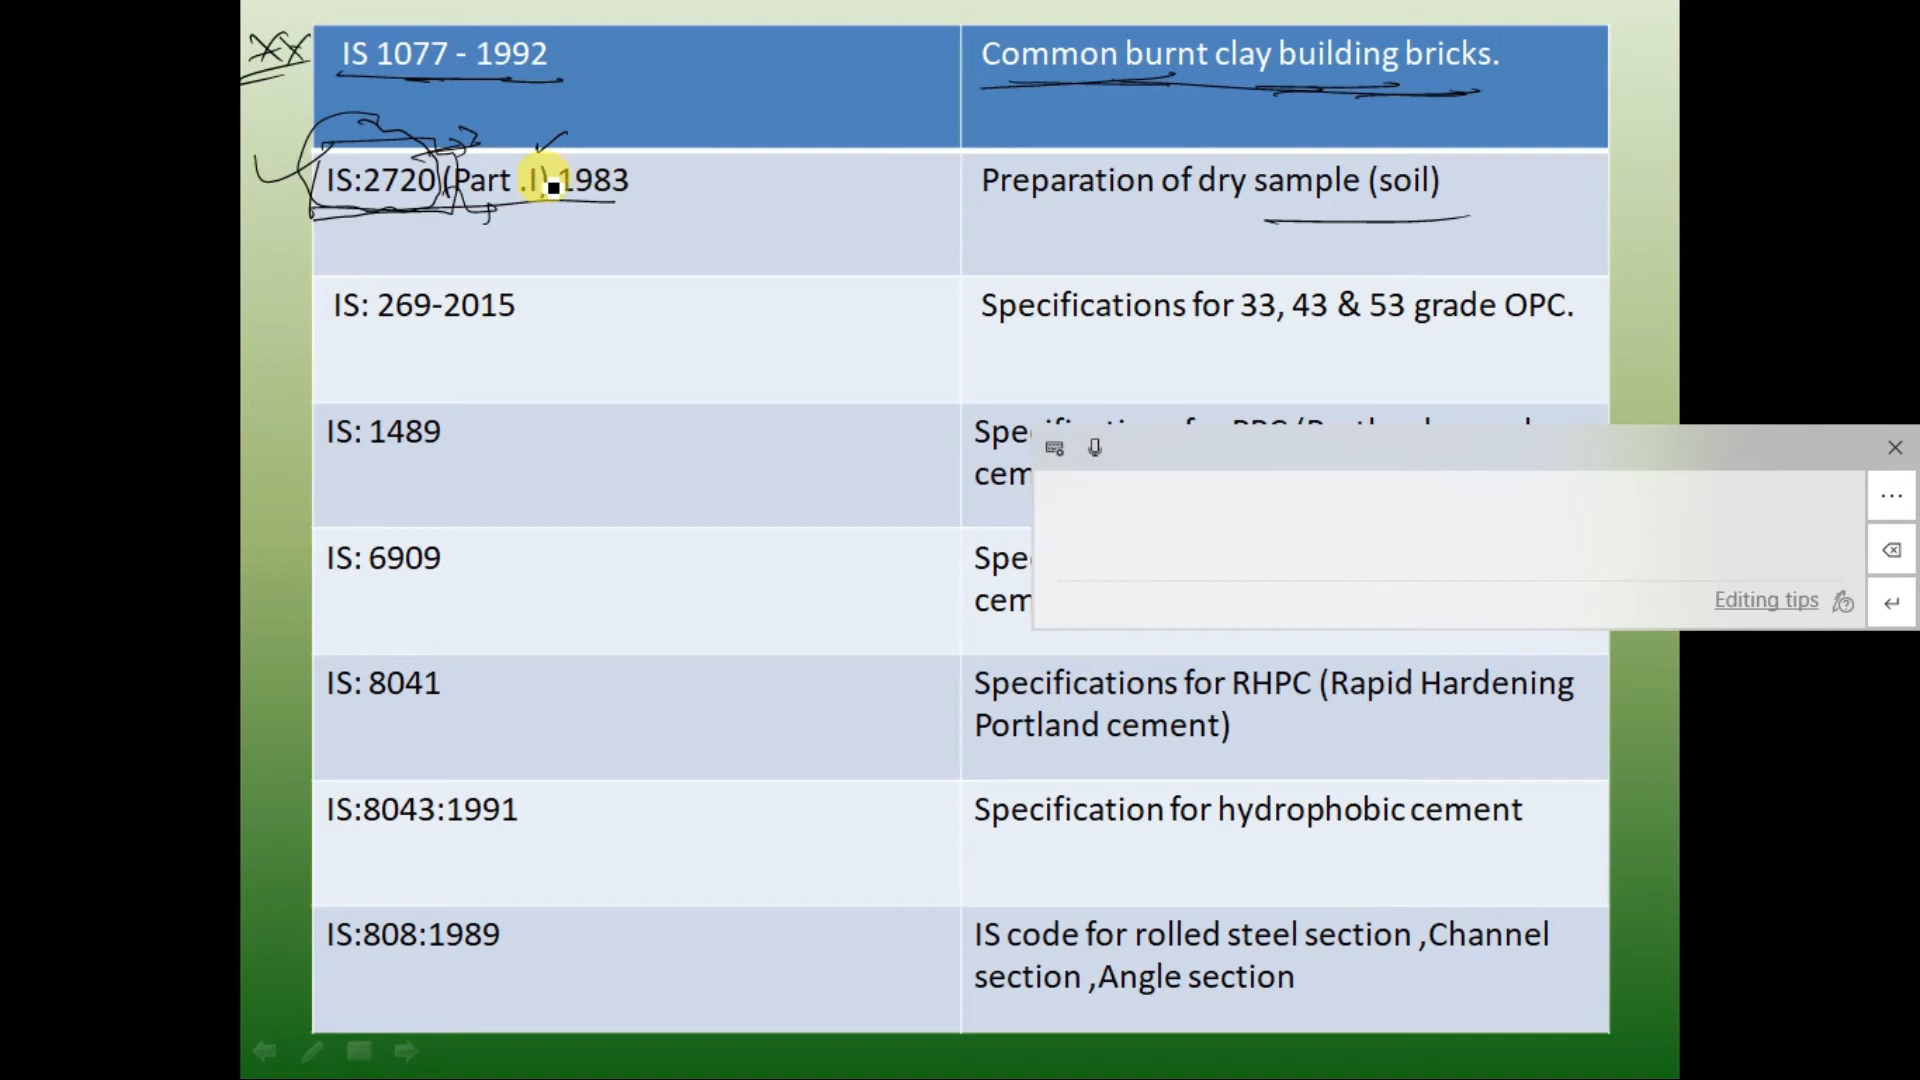 IS 1077 - 1992
Common burnt clay building bricks.
IS:2720 (Part .I) 1983
Preparation of dry sample (soil)
IS: 269-2015
Specifications for 33, 43 & 53 grade OPC.
IS: 1489
Spe
cem
IS: 6909
Spe
cem
Editing tips
IS: 8041
Specifications for RHPC (Rapid Hardening
Portland cement)
IS:8043:1991
Specification for hydrophobic cement
IS:808:1989
IS code for rolled steel section ,Channel
section ,Angle section